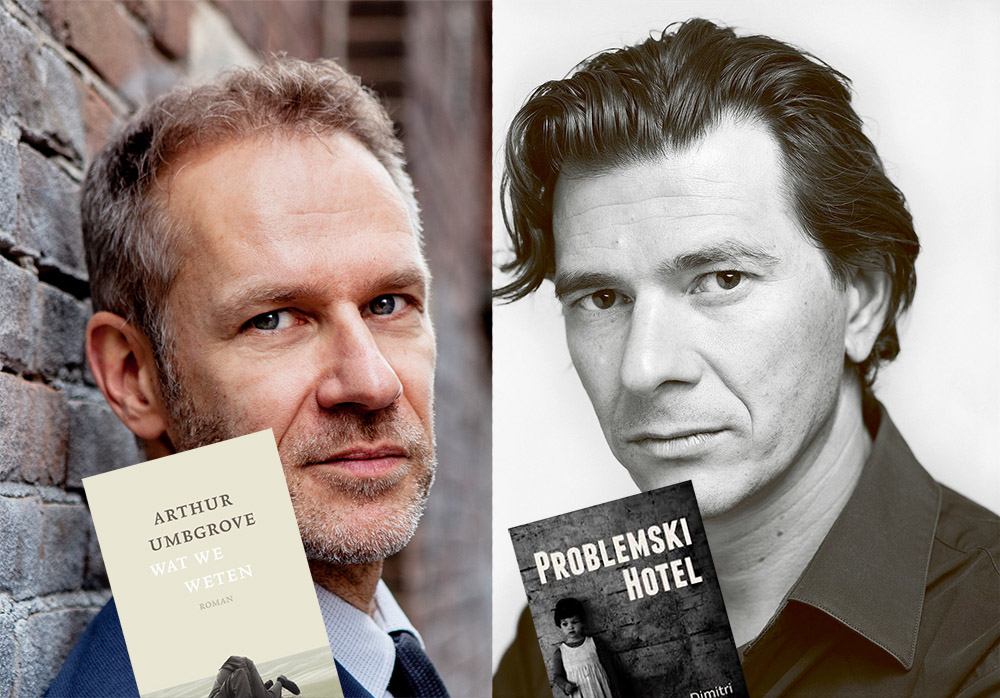 ARTHUR
UMBGROVE
WAT WE
WETEN
ROMAN
PROBLEMSKI
HOTEL
Dimitri